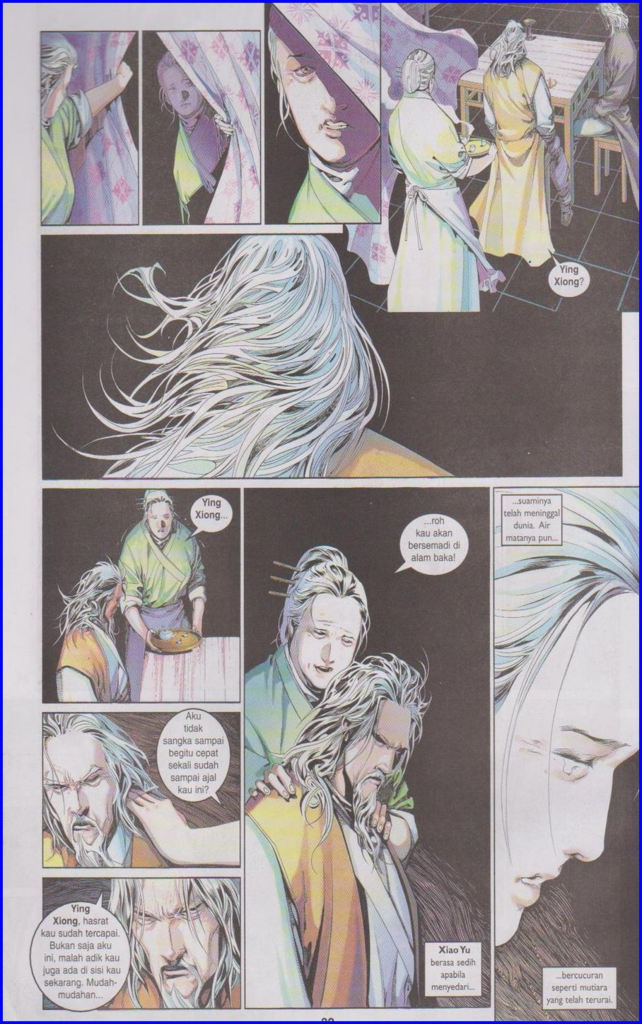 Ying
Xiong?
Ying
Xiong...
Aku
tidak
sangka sampai
begitu cepat
sekali sudah
sampai ajal
kau ini?
Ying
Xiong, hasrat
kau sudah tercapai.
Bukan saja aku
ini, malah adik kau
juga ada di sisi kau
sekarang. Mudah-
mudahan...
...roh
kau akan
bersemadi di
alam baka!
Xiao Yu
berasa sedih
apabila
menyedari...
...suaminya
telah meninggal
dunia. Air
matanya pun...
...bercucuran
seperti mutiara
yang telah terurai.